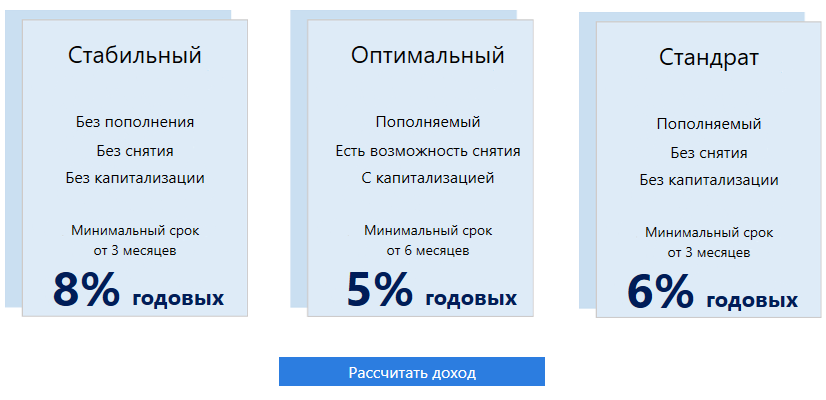 Стабильный
Без пополнения
Без снятия
Без капитализации
Минимальный срок
от 3 месяцев
8% годовых
Оптимальный
Пополняемый
Есть возможность снятия
С капитализацией
Минимальный срок
от 6 месяцев
5% годовых
Стандрат
Пополняемый
Без снятия
Без капитализации
Минимальный срок
от 3 месяцев
6% годовых
Рассчитать доход